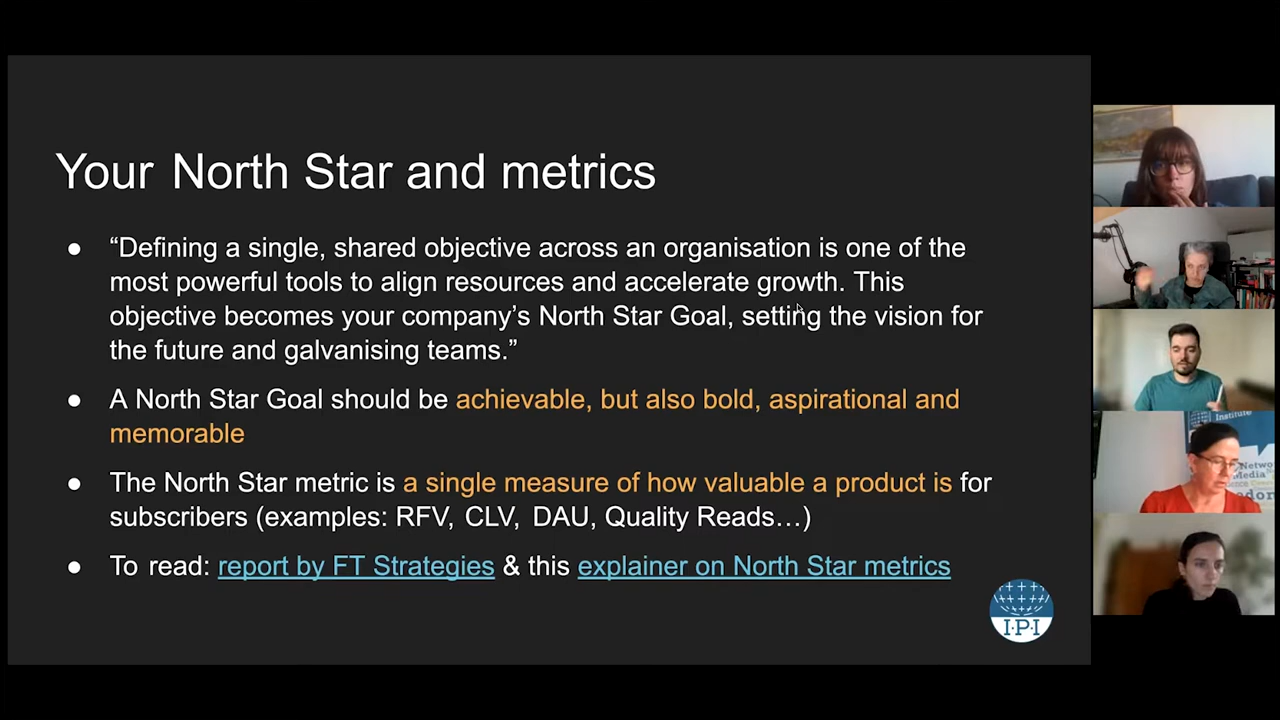 Your North Star and metrics
● “Defining a single, shared objective across an organisation is one of the
most powerful tools to align resources and accelerate growth. This
objective becomes your company’s North Star Goal, setting the vision for
the future and galvanising teams.”
● A North Star Goal should be achievable, but also bold, aspirational and
memorable
● The North Star metric is a single measure of how valuable a product is for
subscribers (examples: RFV, CLV, DAU, Quality Reads…)
● To read: report by FT Strategies & this explainer on North Star metrics
I·P·I
Institute
Netwo
Media